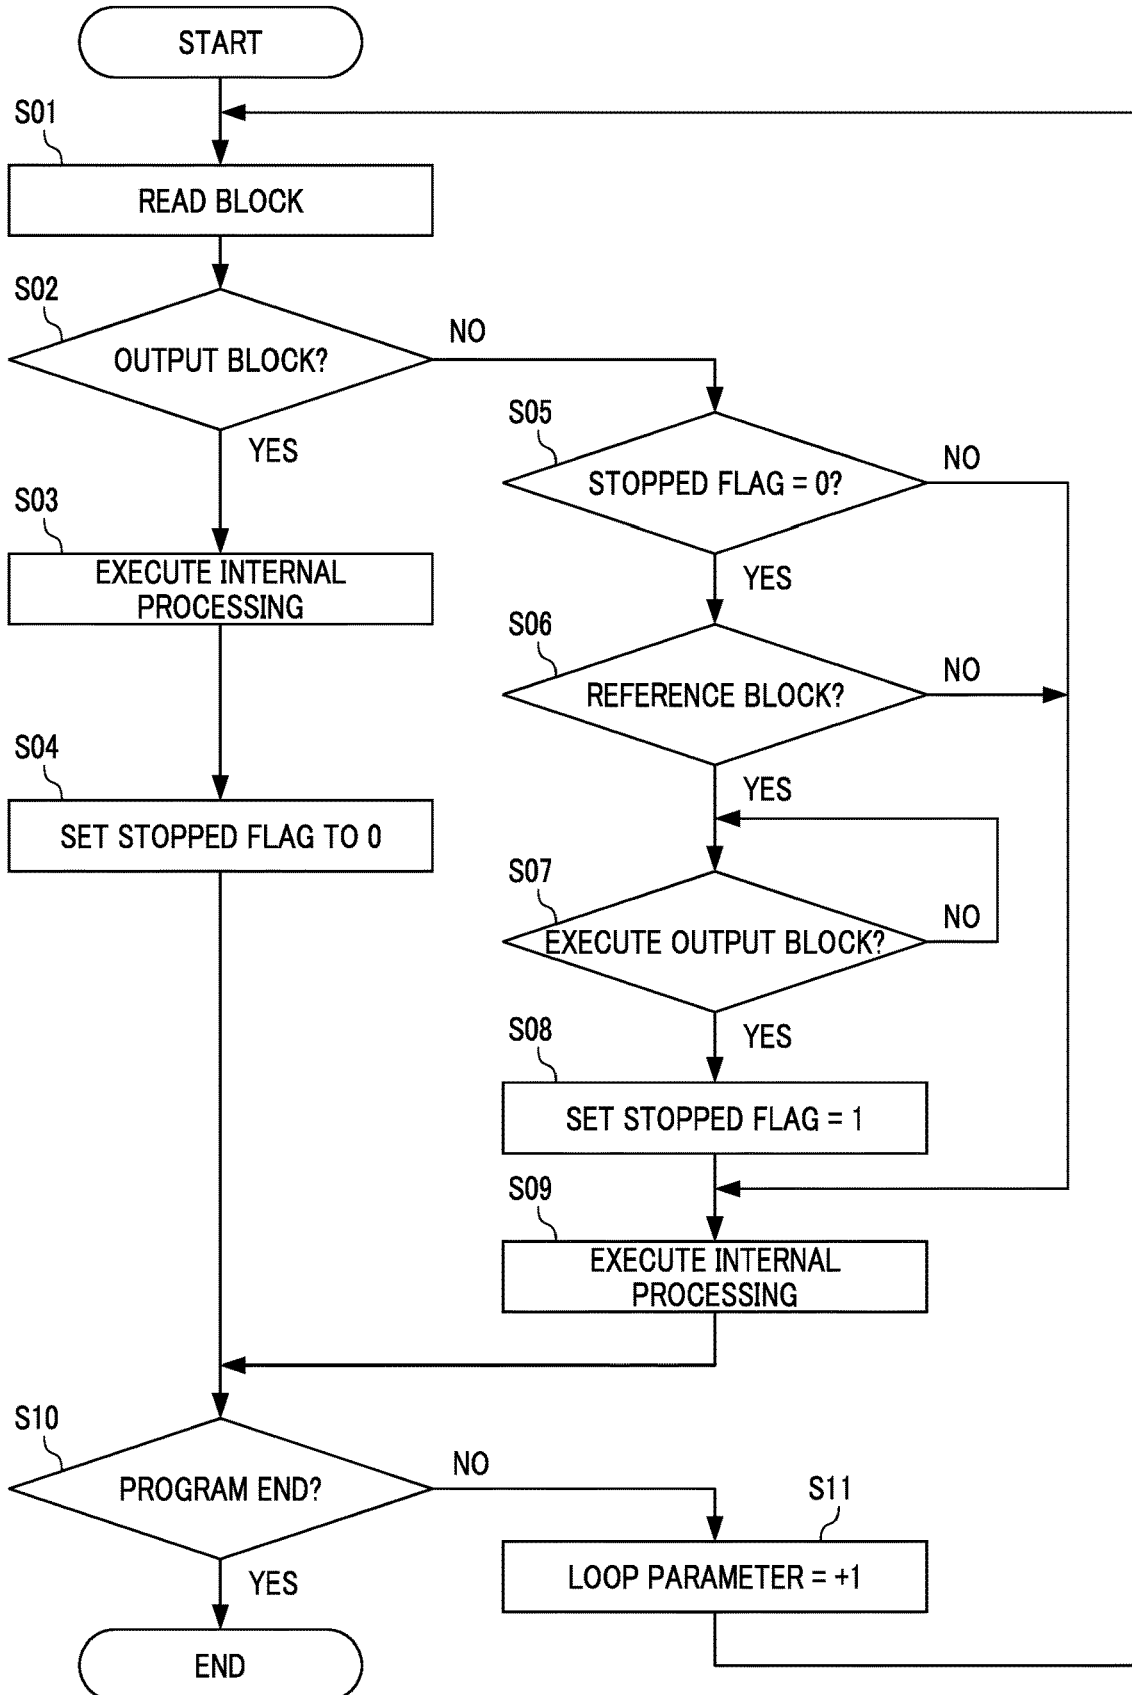 START
S01
READ BLOCK
S02
OUTPUT BLOCK?
NO
YES
S03
EXECUTE INTERNAL
PROCESSING
S04
SET STOPPED FLAG TO 0
S05
STOPPED FLAG = 0?
NO
YES
S06
REFERENCE BLOCK?
NO
YES
S07
EXECUTE OUTPUT BLOCK?
NO
YES
S08
SET STOPPED FLAG = 1
S09
EXECUTE INTERNAL
PROCESSING
S10
PROGRAM END?
NO
YES
S11
LOOP PARAMETER = +1
END